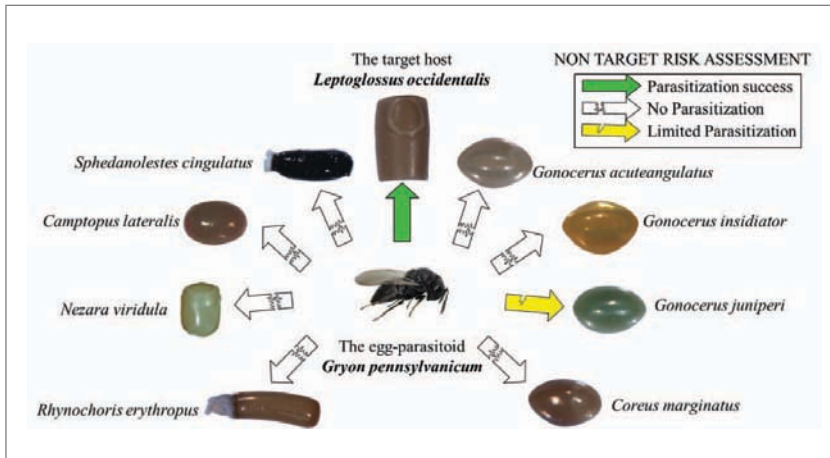 The target host
Leptoglossus occidentalis
NON TARGET RISK ASSESSMENT
Parasitization success
No Parasitization
Limited Parasitization
Sphedanolestes cingulatus
Gonocerus acuteangulatus
Camptopus lateralis
Gonocerus insidiator
Nezara viridula
Gonocerus juniperi
The egg-parasitoid
Gryon pennsylvanicum
Rhynochoris erythropus
Coreus marginatus